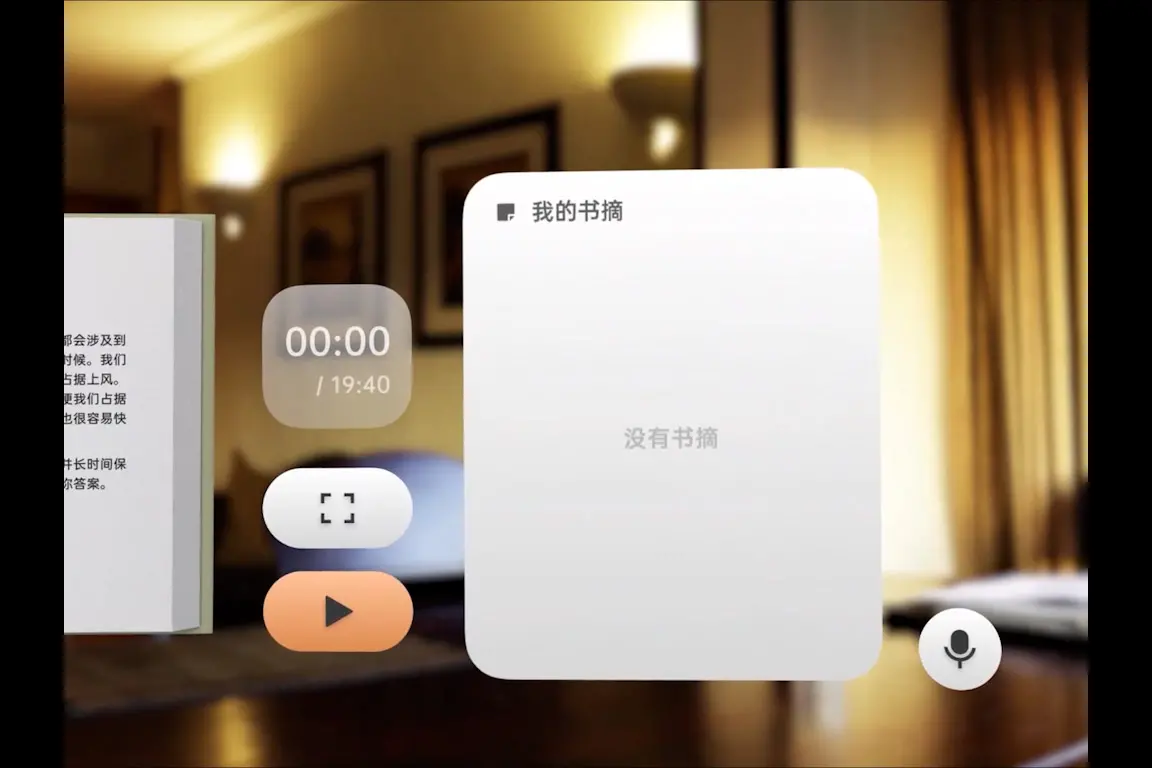 都会涉及到
时候。我们
占据上风。
便我们占据
也很容易快
并长时间保
你答案。
00:00
/ 19:40
我的书摘
没有书摘